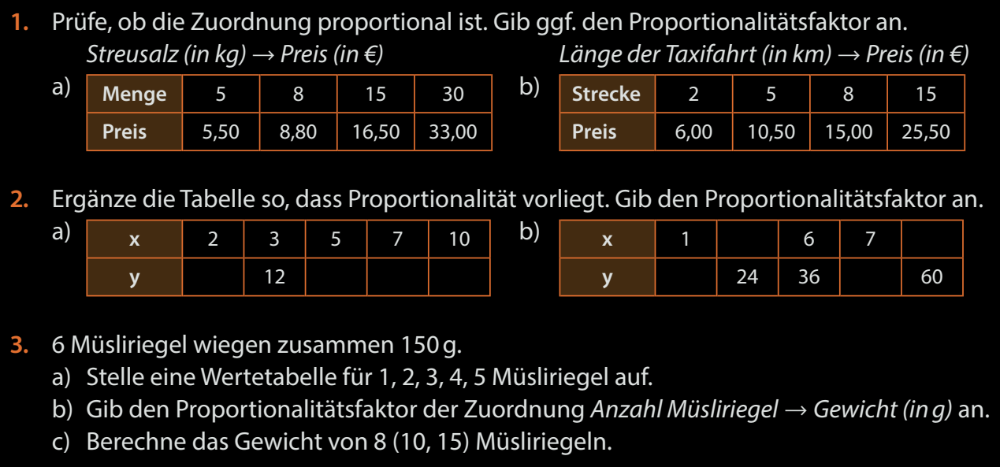 1. Prüfe, ob die Zuordnung proportional ist. Gib ggf. den Proportionalitätsfaktor an.
Streusalz (in kg) → Preis (in €)
a) Menge 5 8 15 30
Preis 5,50 8,80 16,50 33,00
Länge der Taxifahrt (in km) → Preis (in €)
b) Strecke 2 5 8 15
Preis 6,00 10,50 15,00 25,50
2. Ergänze die Tabelle so, dass Proportionalität vorliegt. Gib den Proportionalitätsfaktor an.
a) x 2 3 5 7 10
y 12
b) x 1 6 7
y 24 36 60
3. 6 Müsliriegel wiegen zusammen 150 g.
a) Stelle eine Wertetabelle für 1, 2, 3, 4, 5 Müsliriegel auf.
b) Gib den Proportionalitätsfaktor der Zuordnung Anzahl Müsliriegel → Gewicht (in g) an.
c) Berechne das Gewicht von 8 (10, 15) Müsliriegeln.